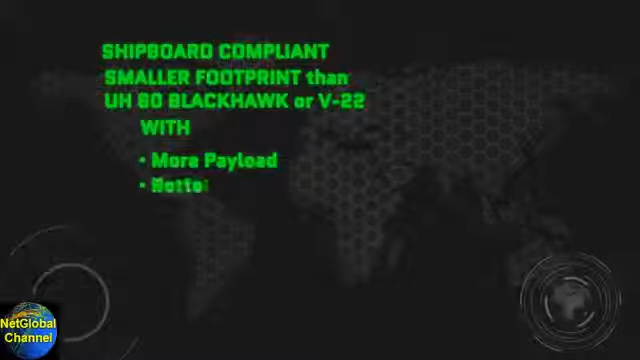 SHIPBOARD COMPLIANT
SMALLER FOOTPRINT than
UH 60 BLACKHAWK or V-22
WITH
• More Payload
NetGlobal
Channel